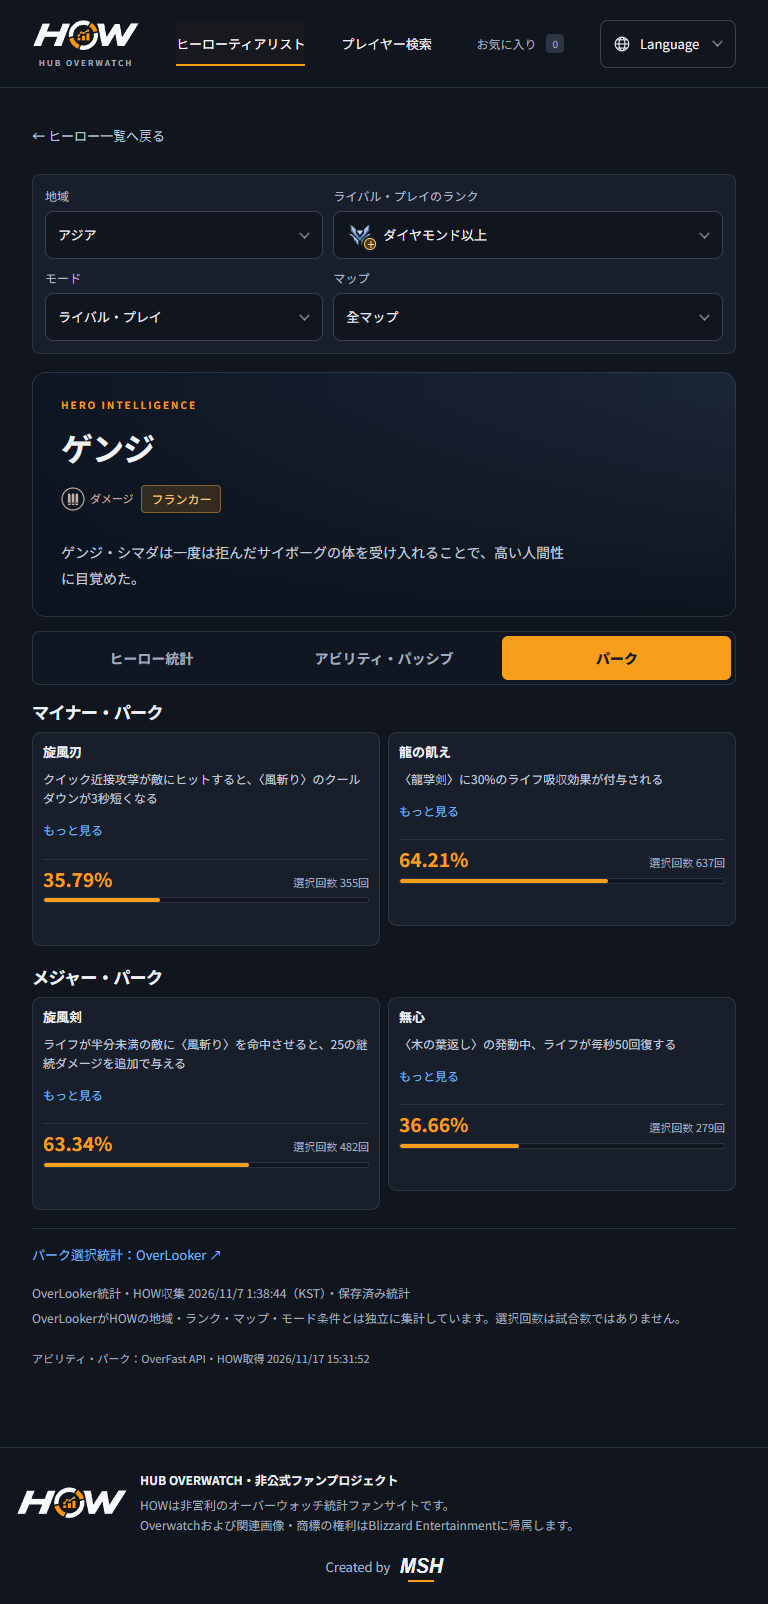 HOW
HUB OVERWATCH
ヒーローティアリスト
プレイヤー検索
お気に入り 0
Language
← ヒーロー一覧へ戻る
地域
ライバル・プレイのランク
アジア
ダイヤモンド以上
モード
マップ
ライバル・プレイ
全マップ
HERO INTELLIGENCE
ゲンジ
ダメージ
フランカー
ゲンジ・シマダは一度は拒んだサイボーグの体を受け入れることで、高い人間性
に目覚めた。
ヒーロー統計
アビリティ・パッシブ
パーク
マイナー・パーク
旋風刃
クイック近接攻撃が敵にヒットすると、〈風斬り〉のクール
ダウンが3秒短くなる
もっと見る
35.79%
選択回数 355回
龍の飢え
〈龍撃剣〉に30%のライフ吸収効果が付与される
もっと見る
64.21%
選択回数 637回
メジャー・パーク
旋風剣
ライフが半分未満の敵に〈風斬り〉を命中させると、25の継
続ダメージを追加で与える
もっと見る
63.34%
選択回数 482回
無心
〈木の葉返し〉の発動中、ライフが毎秒50回復する
もっと見る
36.66%
選択回数 279回
パーク選択統計：OverLooker ↗
OverLooker統計・HOW収集 2026/11/7 1:38:44（KST）・保存済み統計
OverLookerがHOWの地域・ランク・マップ・モード条件とは独立に集計しています。選択回数は試合数ではありません。
アビリティ・パーク：OverFast API・HOW取得 2026/11/17 15:31:52
HOW
HUB OVERWATCH・非公式ファンプロジェクト
HOWは非営利のオーバーウォッチ統計ファンサイトです。
Overwatchおよび関連画像・商標の権利はBlizzard Entertainmentに帰属します。
Created by MSH